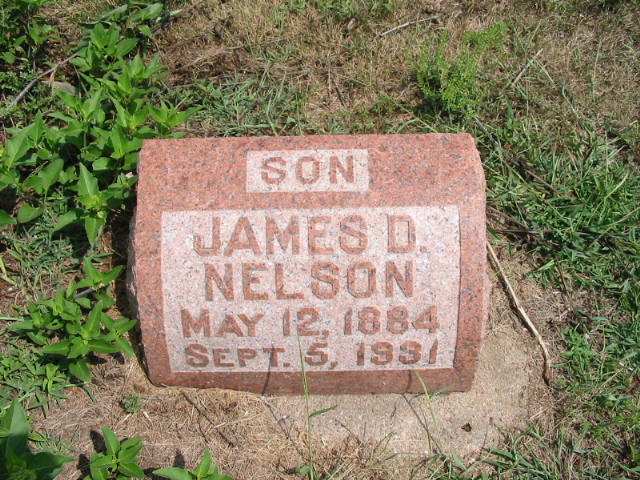 SON
JAMES D.
NELSON
MAY 12, 1884
SEPT. 5, 1931